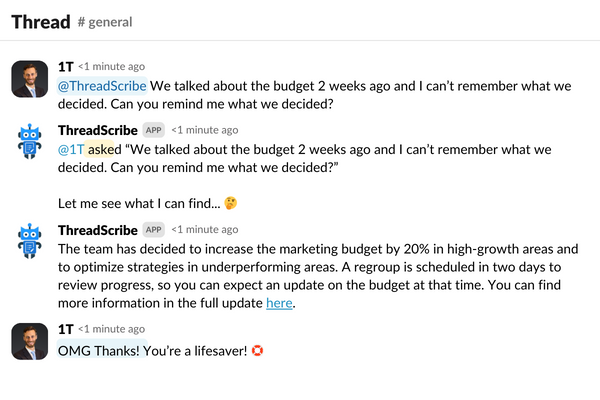 Thread # general
1T <1 minute ago
@ThreadScribe We talked about the budget 2 weeks ago and I can’t remember what we
decided. Can you remind me what we decided?
ThreadScribe APP <1 minute ago
@1T asked “We talked about the budget 2 weeks ago and I can’t remember what we
decided. Can you remind me what we decided?”
Let me see what I can find... 🤔
ThreadScribe APP <1 minute ago
The team has decided to increase the marketing budget by 20% in high-growth areas and
to optimize strategies in underperforming areas. A regroup is scheduled in two days to
review progress, so you can expect an update on the budget at that time. You can find
more information in the full update here.
1T <1 minute ago
OMG Thanks! You’re a lifesaver! 🛟